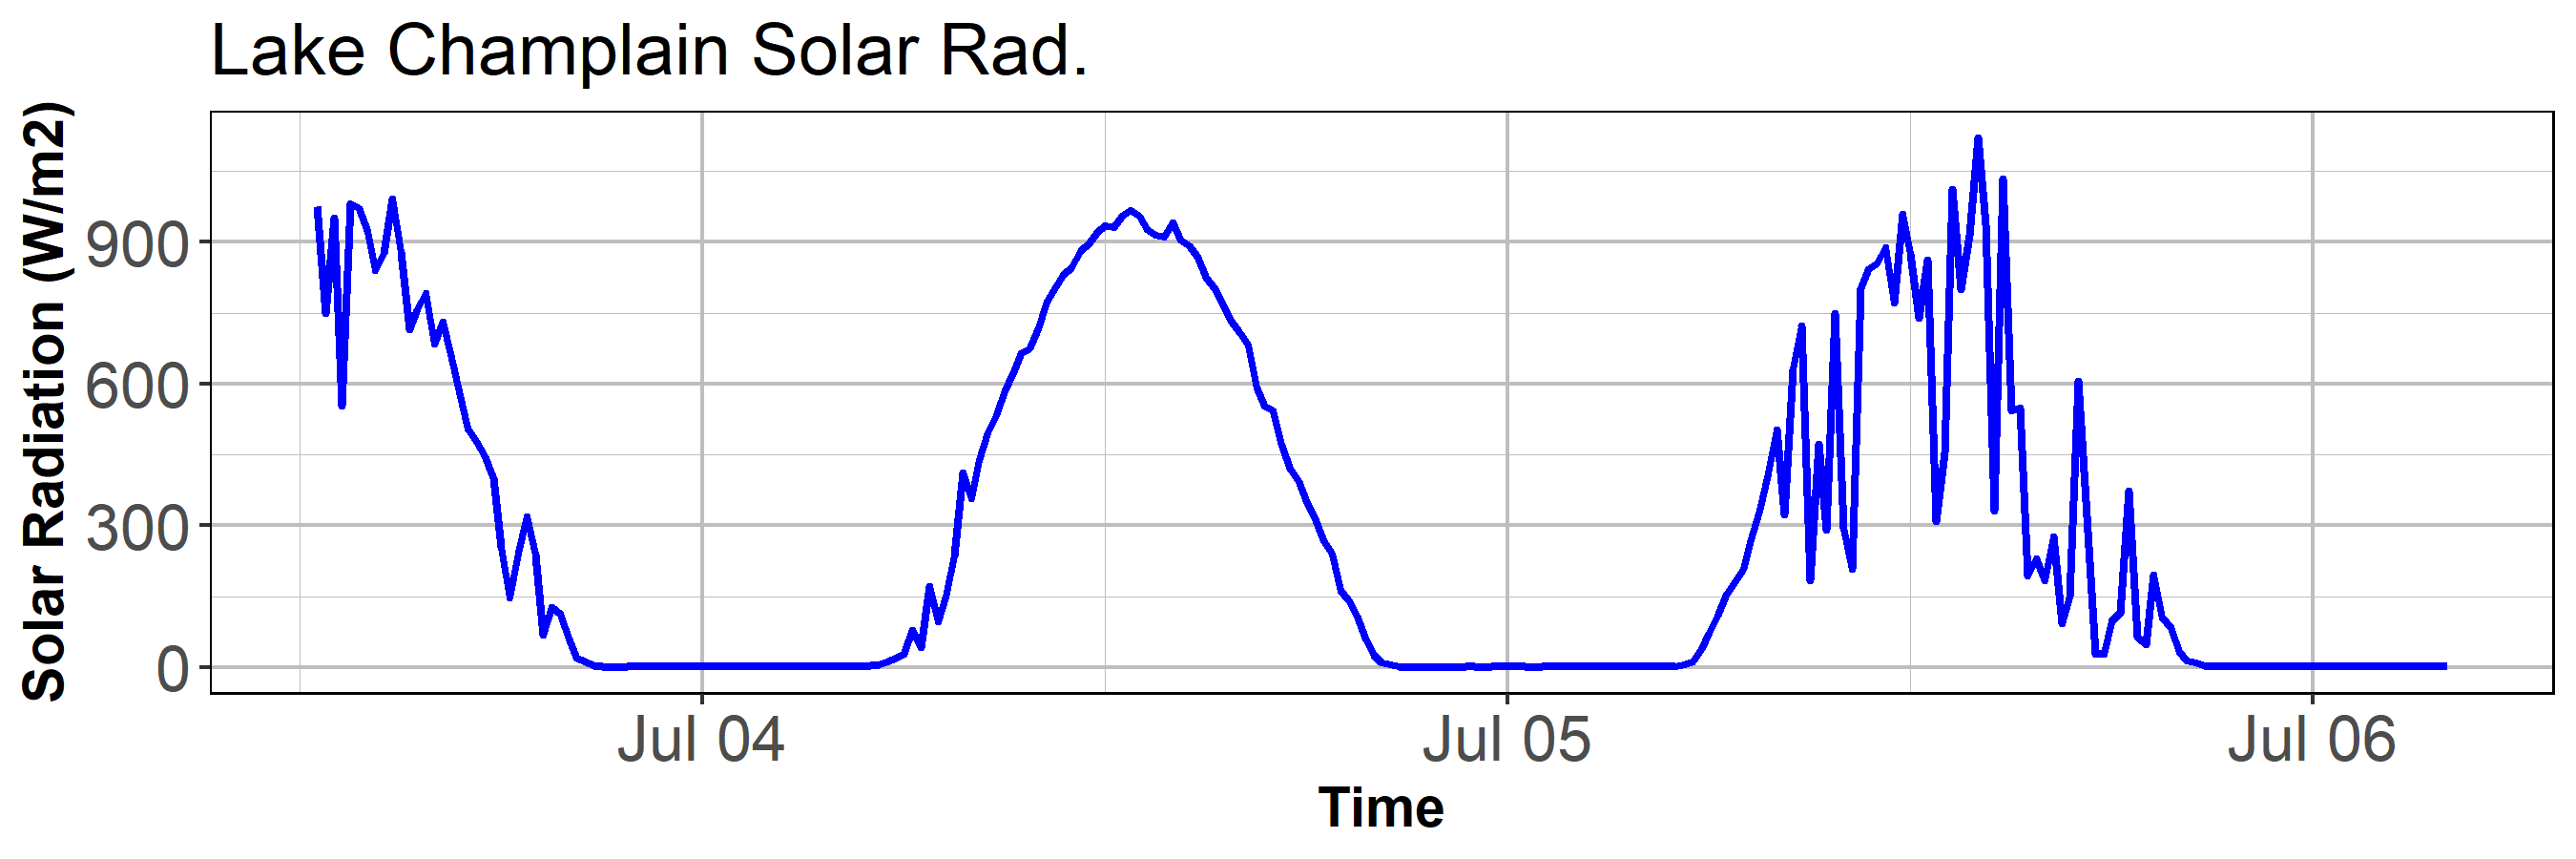 Lake Champlain Solar Rad.
Solar Radiation (W/m2)
900
600
300
0
Jul 04
Jul 05
Jul 06
Time